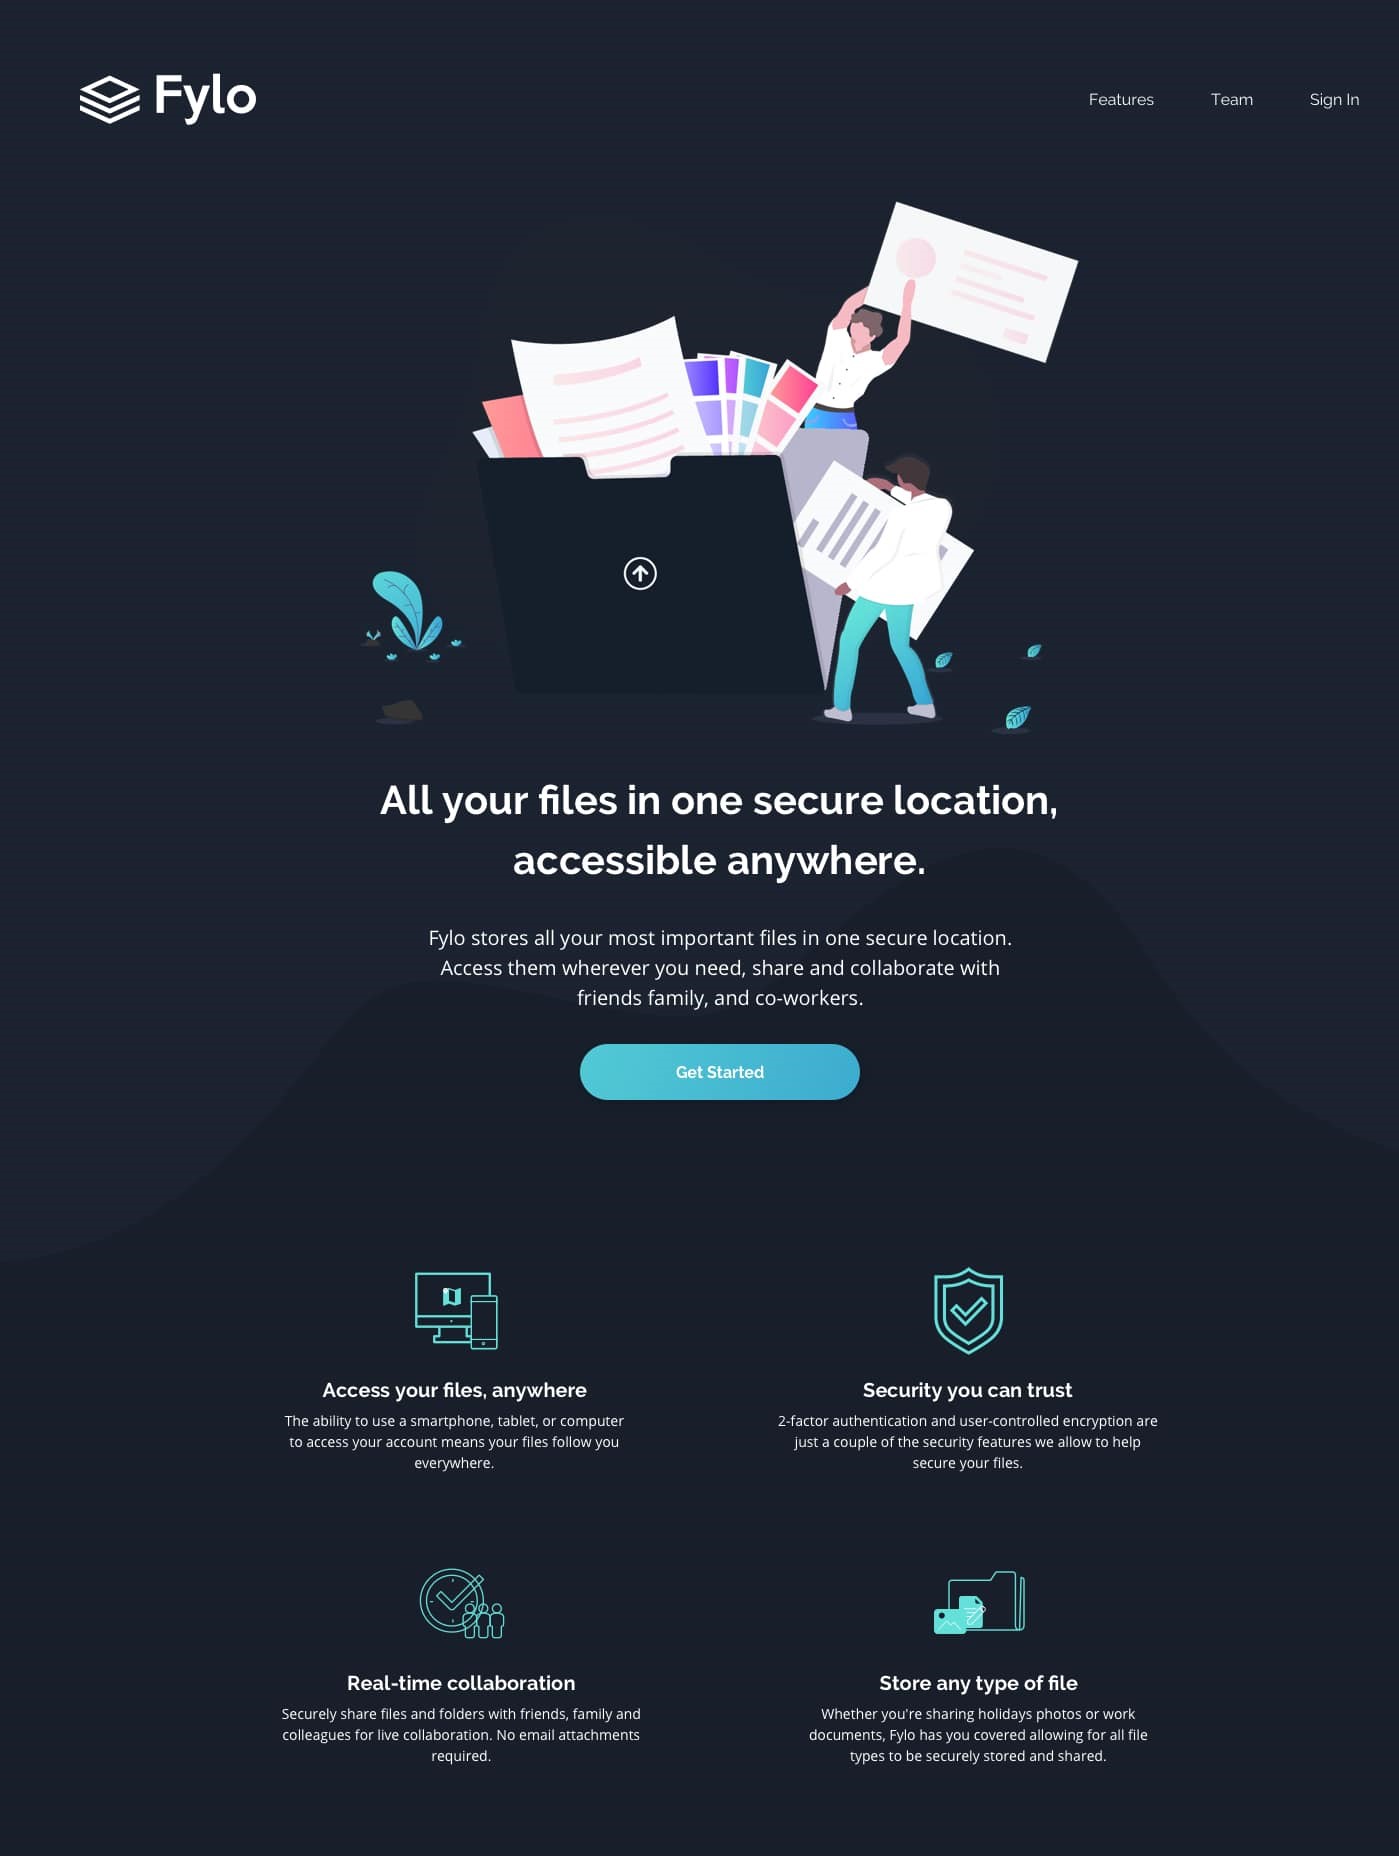 Fylo
Features
Team
Sign In
All your files in one secure location,
accessible anywhere.
Fylo stores all your most important files in one secure location.
Access them wherever you need, share and collaborate with
friends family, and co-workers.
Get Started
Access your files, anywhere
The ability to use a smartphone, tablet, or computer
to access your account means your files follow you
everywhere.
Security you can trust
2-factor authentication and user-controlled encryption are
just a couple of the security features we allow to help
secure your files.
Real-time collaboration
Securely share files and folders with friends, family and
colleagues for live collaboration. No email attachments
required.
Store any type of file
Whether you're sharing holidays photos or work
documents, Fylo has you covered allowing for all file
types to be securely stored and shared.